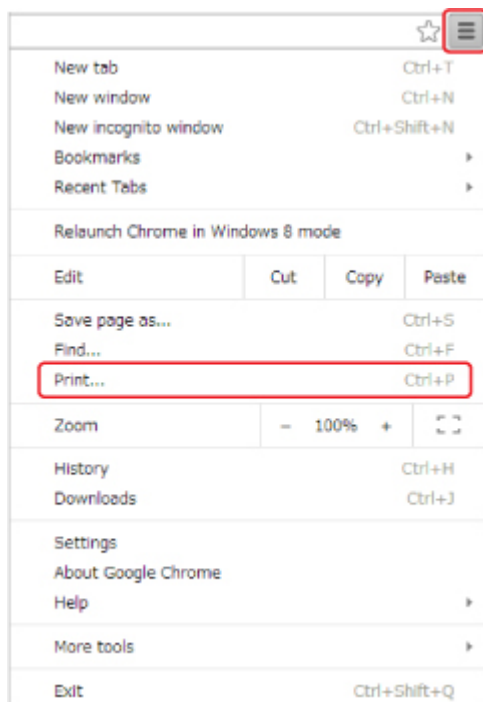 New tab Ctrl+T
New window Ctrl+N
New incognito window Ctrl+Shift+N
Bookmarks
Recent Tabs
Relaunch Chrome in Windows 8 mode
Edit Cut Copy Paste
Save page as... Ctrl+S
Find... Ctrl+F
Print... Ctrl+P
Zoom − 100% +
History Ctrl+H
Downloads Ctrl+J
Settings
About Google Chrome
Help
More tools
Exit Ctrl+Shift+Q